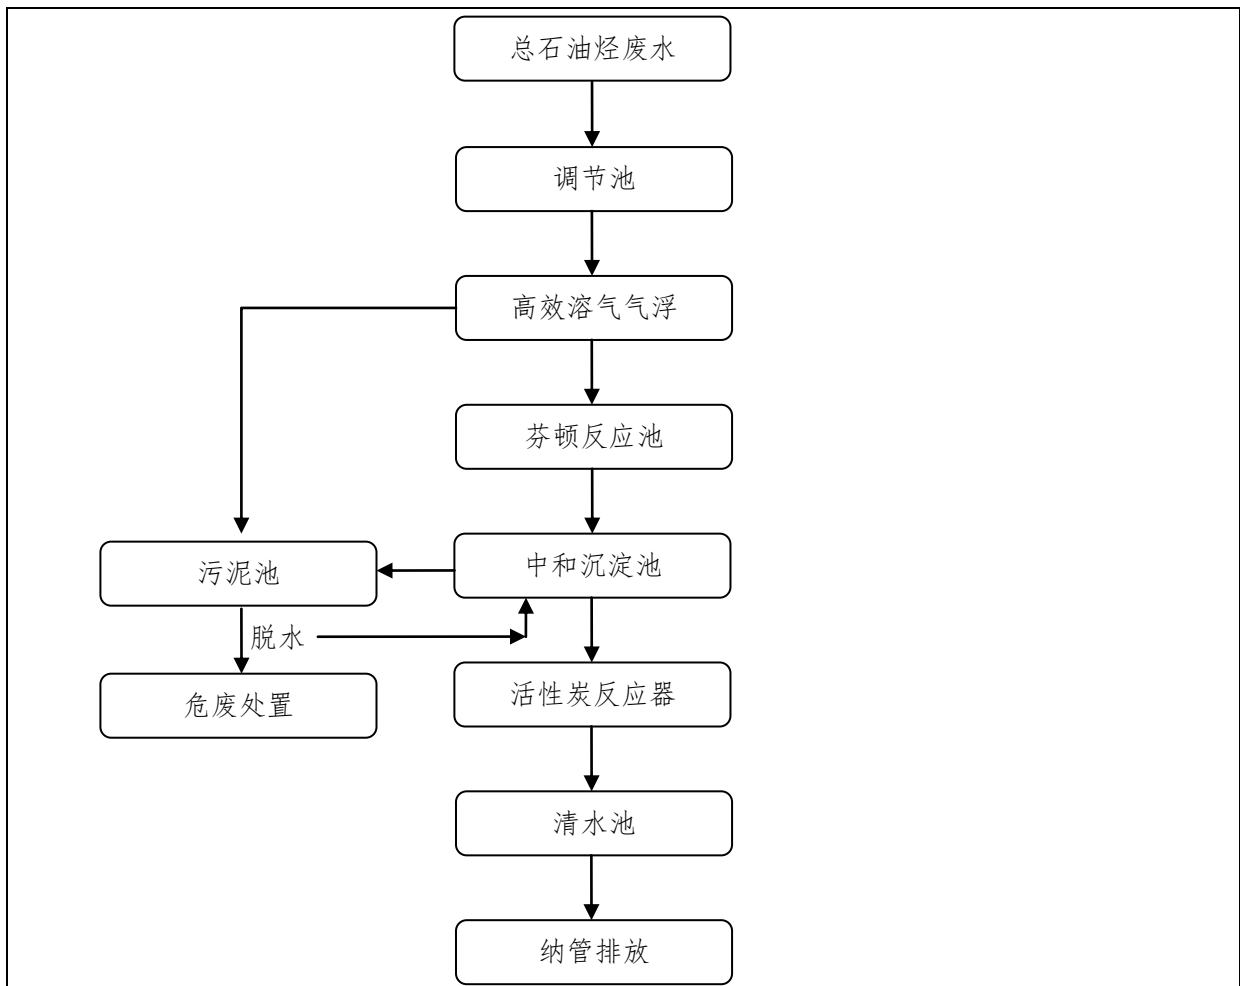 总石油烃废水
调节池
高效溶气气浮
芬顿反应池
中和沉淀池
污泥池
脱水
活性炭反应器
危废处置
清水池
纳管排放